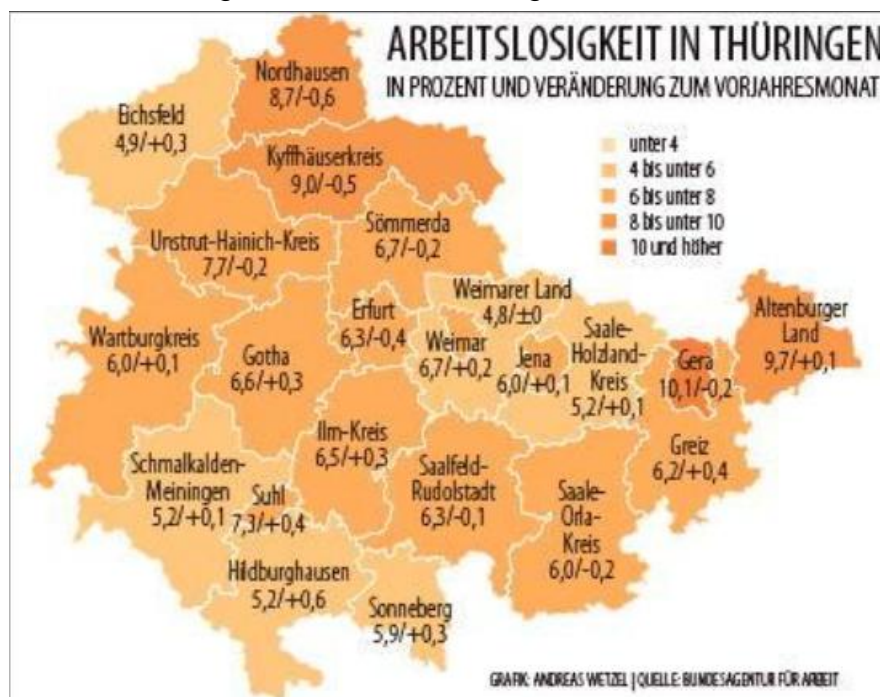 ARBEITSLOSIGKEIT IN THÜRINGEN
IN PROZENT UND VERÄNDERUNG ZUM VORJAHRESMONAT
unter 4
4 bis unter 6
6 bis unter 8
8 bis unter 10
10 und höher
Nordhausen
8,7/-0,6
Eichsfeld
4,9/+0,3
Kyffhäuserkreis
9,0/-0,5
Sömmerda
6,7/-0,2
Unstrut-Hainich-Kreis
7,7/-0,2
Weimarer Land
4,8/±0
Wartburgkreis
6,0/+0,1
Gotha
6,6/+0,3
Erfurt
6,3/-0,4
Weimar
6,7/+0,2
Jena
6,0/+0,1
Saale-
Holzland-
Kreis
5,2/+0,1
Gera
10,1/-0,2
Altenburger
Land
9,7/+0,1
Ilm-Kreis
6,5/+0,3
Greiz
6,2/+0,4
Schmalkalden-
Meiningen
5,2/+0,1
Suhl
7,3/+0,4
Saalfeld-
Rudolstadt
6,3/-0,1
Saale-
Orla-
Kreis
6,0/-0,2
Hildburghausen
5,2/+0,6
Sonneberg
5,9/+0,3
GRAFIK: ANDREAS WETZEL | QUELLE: BUNDESAGENTUR FÜR ARBEIT